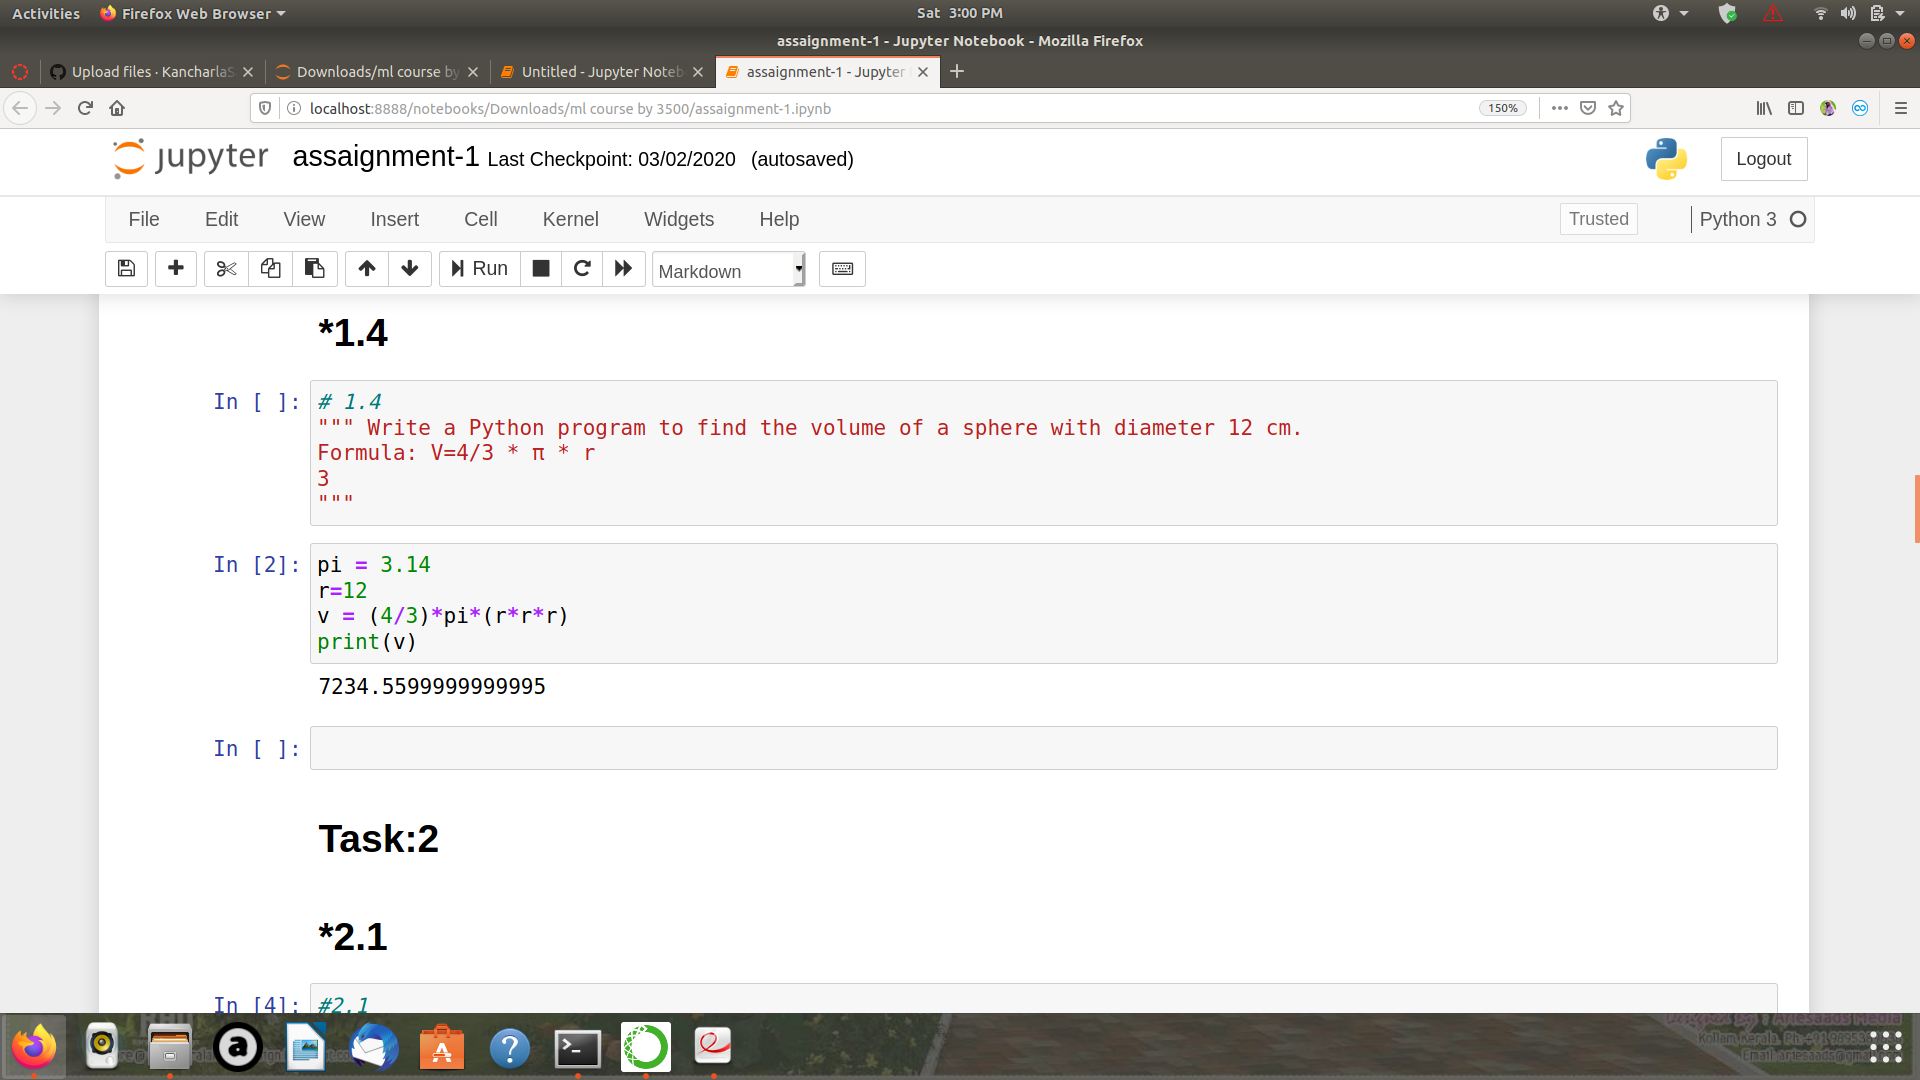 Activities Firefox Web Browser Sat 3:00 PM
assaignment-1 - Jupyter Notebook - Mozilla Firefox
Upload files · KancharlaS Downloads/ml course by Untitled - Jupyter Noteb assaignment-1 - Jupyter
localhost:8888/notebooks/Downloads/ml course by 3500/assaignment-1.ipynb 150%
jupyter assaignment-1 Last Checkpoint: 03/02/2020 (autosaved) Logout
File Edit View Insert Cell Kernel Widgets Help Trusted Python 3
Run Markdown
*1.4
In [ ]: # 1.4
""" Write a Python program to find the volume of a sphere with diameter 12 cm.
Formula: V=4/3 * π * r
3
"""
In [2]: pi = 3.14
r=12
v = (4/3)*pi*(r*r*r)
print(v)
7234.5599999999995
In [ ]:
Task:2
*2.1
In [4]: #2.1